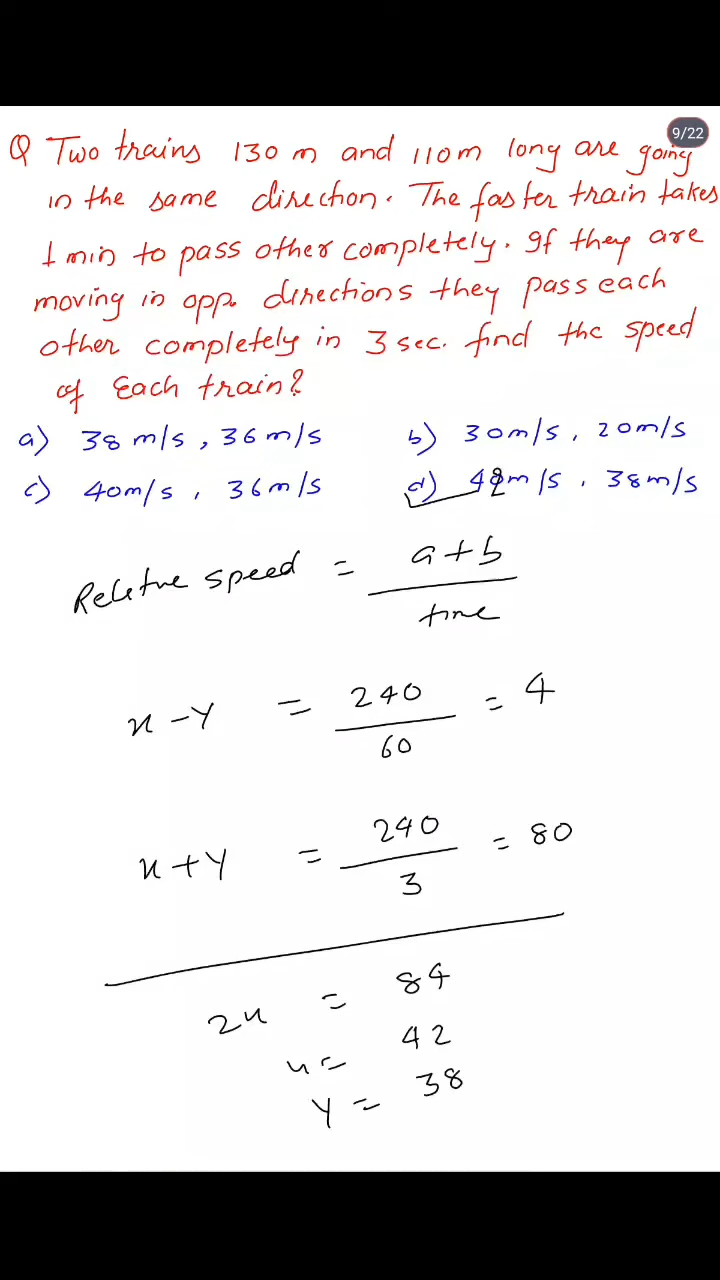 9/22
Q Two trains 130 m and 110m long are going
in the same direction. The faster train takes
1 min to pass other completely. If they are
moving in opp. directions they pass each
other completely in 3 sec. find the speed
of Each train?
a) 38 m/s, 36 m/s b) 30m/s, 20m/s
c) 40m/s, 36m/s d) 42m/s, 38m/s
Reletive speed = a+b / time
x - y = 240 / 60 = 4
x + y = 240 / 3 = 80
2x = 84
x = 42
y = 38